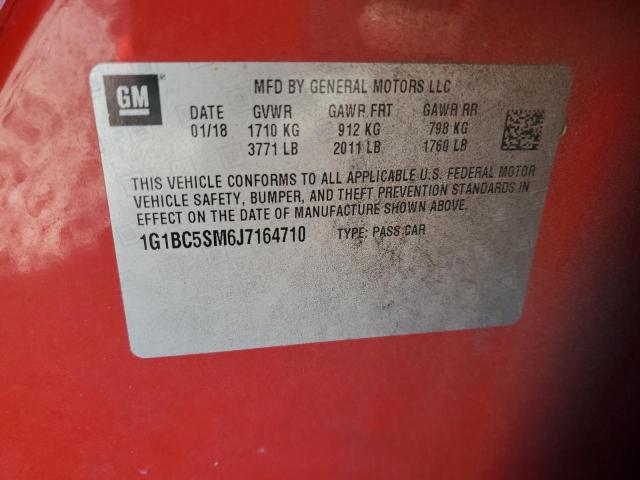 GM
MFD BY GENERAL MOTORS LLC
DATE GVWR GAWR FRT GAWR RR
01/18 1710 KG 912 KG 798 KG
3771 LB 2011 LB 1760 LB
THIS VEHICLE CONFORMS TO ALL APPLICABLE U.S. FEDERAL MOTOR
VEHICLE SAFETY, BUMPER, AND THEFT PREVENTION STANDARDS IN
EFFECT ON THE DATE OF MANUFACTURE SHOWN ABOVE.
1G1BC5SM6J7164710 TYPE: PASS CAR